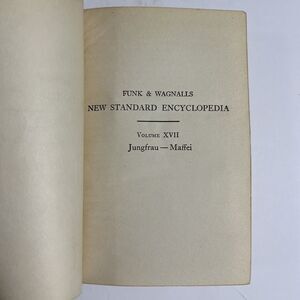 FUNK & WAGNALLS
NEW STANDARD ENCYCLOPEDIA
VOLUME XVII
Jungfrau — Maffei